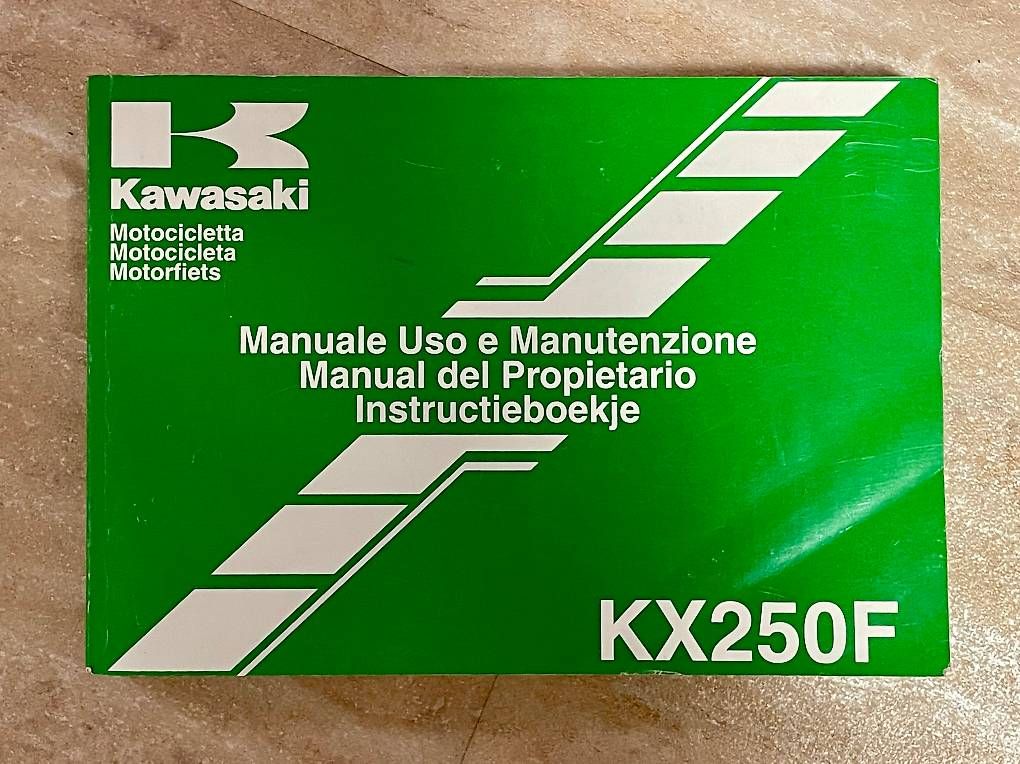 Kawasaki
Motocicletta
Motocicleta
Motorfiets
Manuale Uso e Manutenzione
Manual del Propietario
Instructieboekje
KX250F